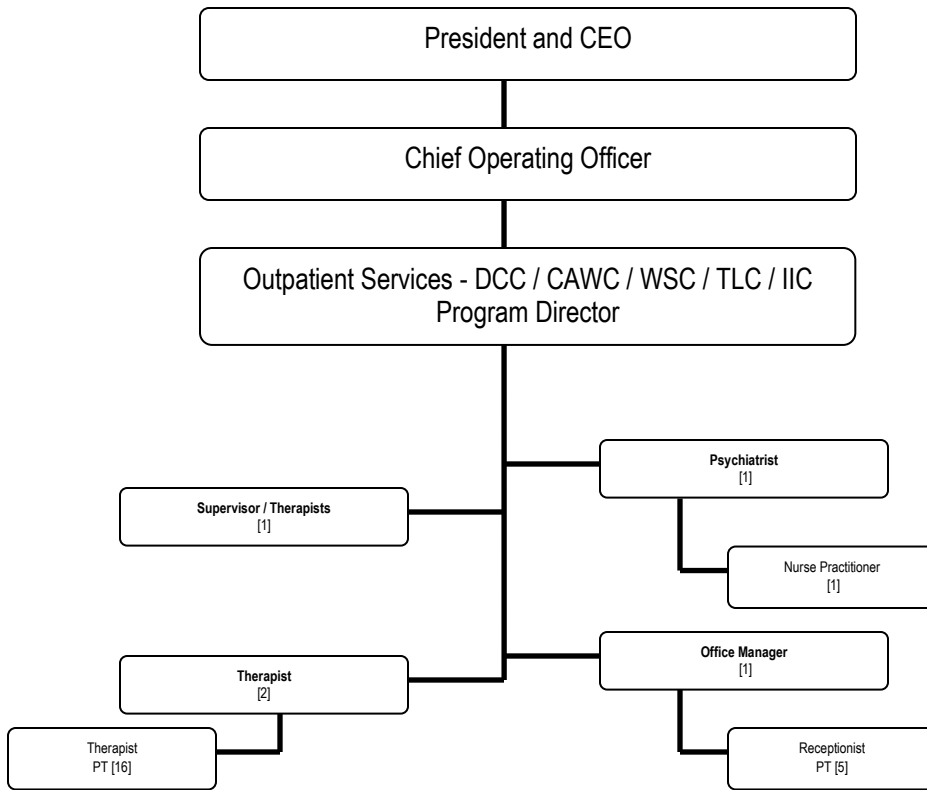 President and CEO
Chief Operating Officer
Outpatient Services - DCC / CAWC / WSC / TLC / IIC
Program Director
Psychiatrist
[1]
Supervisor / Therapists
[1]
Nurse Practitioner
[1]
Office Manager
[1]
Therapist
[2]
Therapist
PT [16]
Receptionist
PT [5]